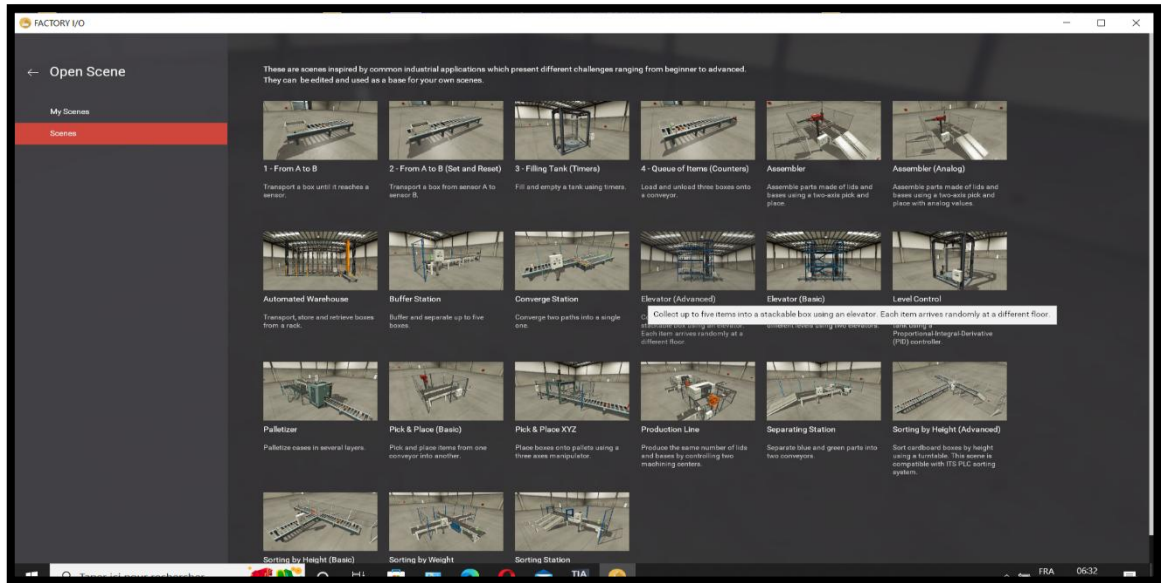 FACTORY I/O
Open Scene
My Scenes
Scenes
These are scenes inspired by common industrial applications which present different challenges ranging from beginner to advanced.
They can be edited and used as a base for your own scenes.
1 - From A to B
Transport a box until it reaches a
sensor.
2 - From A to B (Set and Reset)
Transport a box from sensor A to
sensor B.
3 - Filling Tank (Timers)
Fill and empty a tank using timers.
4 - Queue of Items (Counters)
Load and unload three boxes onto
a conveyor.
Assembler
Assemble parts made of lids and
bases using a two-axis pick and
place.
Assembler (Analog)
Assemble parts made of lids and
bases using a two-axis pick and
place with analog values.
Automated Warehouse
Transport, store and retrieve boxes
from a rack.
Buffer Station
Buffer and separate up to five
boxes.
Converge Station
Converge two paths into a single
one.
Elevator (Advanced)
Collect up to five items into a stackable box using an elevator. Each item arrives randomly at a different floor.
stackable box using an elevator.
Each item arrives randomly at a
different floor.
Elevator (Basic)
different levels using two elevators.
Level Control
tank using a
Proportional-Integral-Derivative
(PID) controller
Palletizer
Palletize cases in several layers.
Pick & Place (Basic)
Pick and place items from one
conveyor into another.
Pick & Place XYZ
Place boxes onto pallets using a
three axes manipulator.
Production Line
Produce the same number of lids
and bases by controlling two
machining centers.
Separating Station
Separate blue and green parts into
two conveyors.
Sorting by Height (Advanced)
Sort cardboard boxes by height
using a turntable. This scene is
compatible with ITS PLC sorting
system.
Sorting by Height (Basic)
Sorting by Weight
Sorting Station
Taper ici pour rechercher
TIA
FRA
06:32